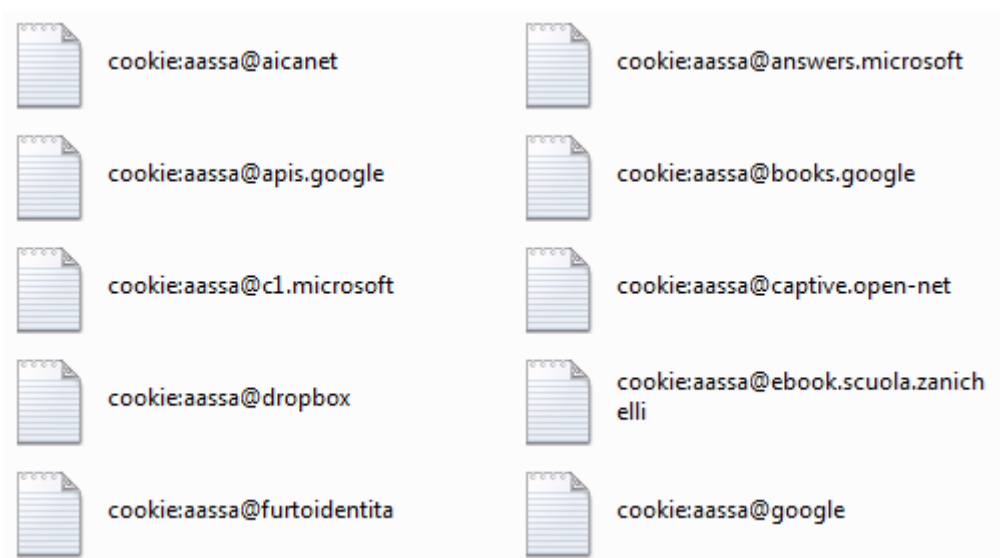 cookie:aassa@aicanet
cookie:aassa@answers.microsoft
cookie:aassa@apis.google
cookie:aassa@books.google
cookie:aassa@c1.microsoft
cookie:aassa@captive.open-net
cookie:aassa@dropbox
cookie:aassa@ebook.scuola.zanich
elli
cookie:aassa@furtoidentita
cookie:aassa@google